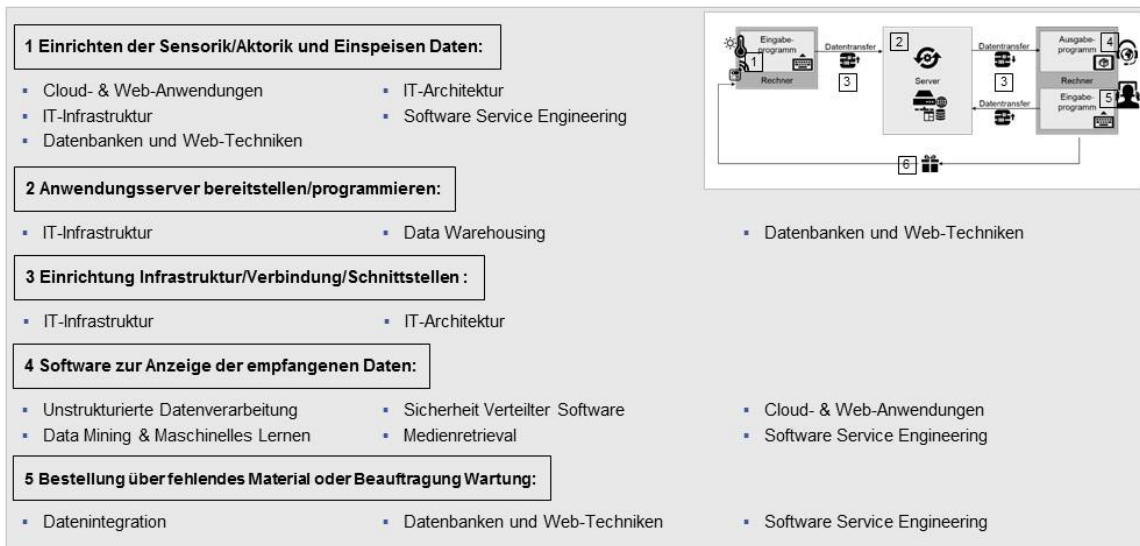 1 Einrichten der Sensorik/Aktorik und Einspeisen Daten:
▪ Cloud- & Web-Anwendungen ▪ IT-Architektur
▪ IT-Infrastruktur ▪ Software Service Engineering
▪ Datenbanken und Web-Techniken
Eingabe-
programm
1
Rechner
Datentransfer
3
2
Server
Datentransfer
3
Datentransfer
Ausgabe-
programm
4
Rechner
Eingabe-
programm
5
6
2 Anwendungsserver bereitstellen/programmieren:
▪ IT-Infrastruktur ▪ Data Warehousing ▪ Datenbanken und Web-Techniken
3 Einrichtung Infrastruktur/Verbindung/Schnittstellen :
▪ IT-Infrastruktur ▪ IT-Architektur
4 Software zur Anzeige der empfangenen Daten:
▪ Unstrukturierte Datenverarbeitung ▪ Sicherheit Verteilter Software ▪ Cloud- & Web-Anwendungen
▪ Data Mining & Maschinelles Lernen ▪ Medienretrieval ▪ Software Service Engineering
5 Bestellung über fehlendes Material oder Beauftragung Wartung:
▪ Datenintegration ▪ Datenbanken und Web-Techniken ▪ Software Service Engineering